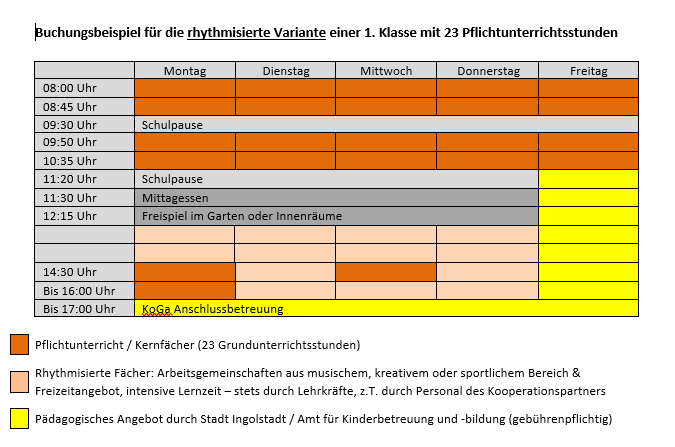 Buchungsbeispiel für die rhythmisierte Variante einer 1. Klasse mit 23 Pflichtunterrichtsstunden
Montag Dienstag Mittwoch Donnerstag Freitag
08:00 Uhr
08:45 Uhr
09:30 Uhr Schulpause
09:50 Uhr
10:35 Uhr
11:20 Uhr Schulpause
11:30 Uhr Mittagessen
12:15 Uhr Freispiel im Garten oder Innenräume
14:30 Uhr
Bis 16:00 Uhr
Bis 17:00 Uhr KoGa Anschlussbetreuung
Pflichtunterricht / Kernfächer (23 Grundunterrichtsstunden)
Rhythmisierte Fächer: Arbeitsgemeinschaften aus musischem, kreativem oder sportlichem Bereich &
Freizeitangebot, intensive Lernzeit – stets durch Lehrkräfte, z.T. durch Personal des Kooperationspartners
Pädagogisches Angebot durch Stadt Ingolstadt / Amt für Kinderbetreuung und -bildung (gebührenpflichtig)